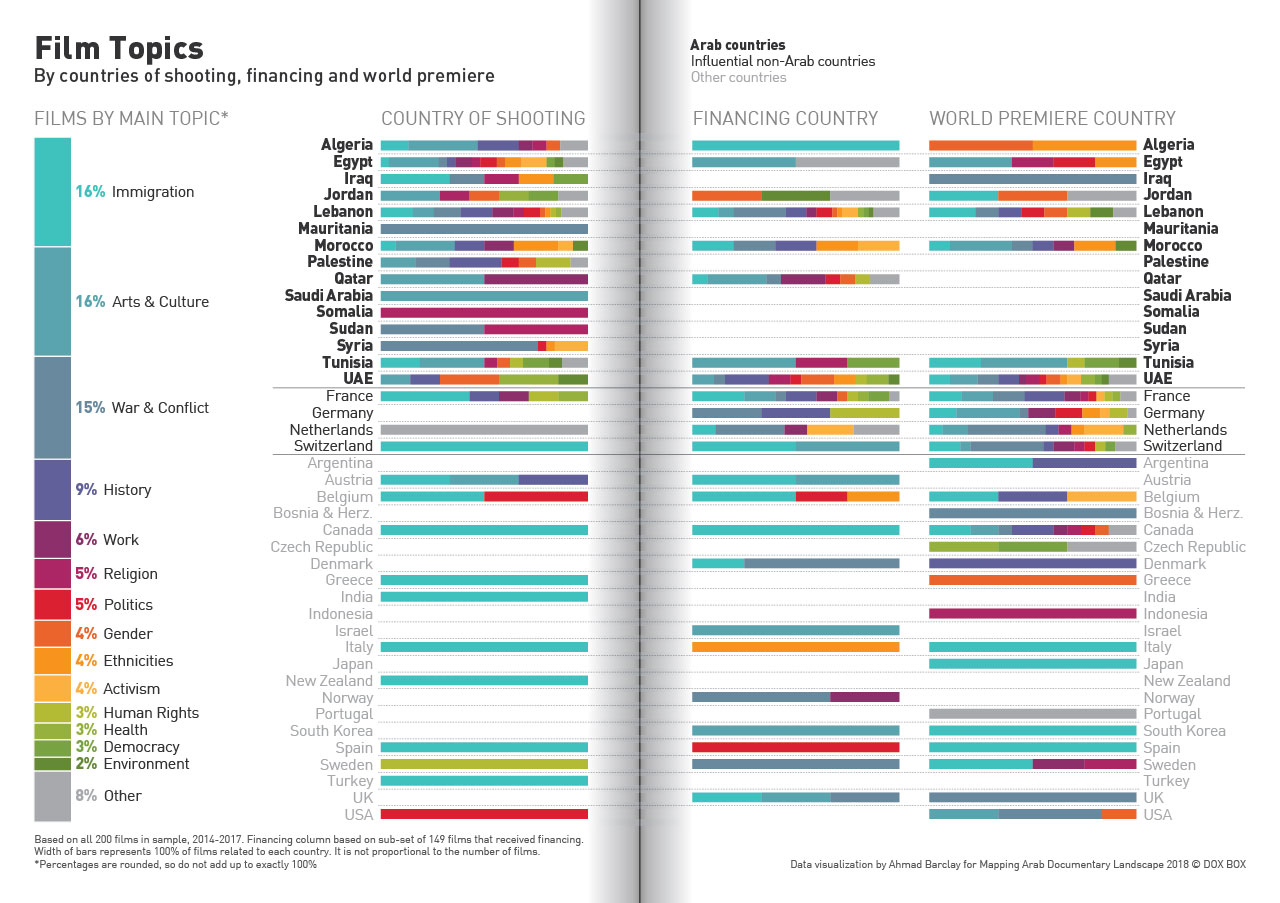 Film Topics
By countries of shooting, financing and world premiere
Arab countries
Influential non-Arab countries
Other countries
FILMS BY MAIN TOPIC*
16% Immigration
16% Arts & Culture
15% War & Conflict
9% History
6% Work
5% Religion
5% Politics
4% Gender
4% Ethnicities
4% Activism
3% Human Rights
3% Health
3% Democracy
2% Environment
8% Other
COUNTRY OF SHOOTING
FINANCING COUNTRY
WORLD PREMIERE COUNTRY
Algeria Algeria
Egypt Egypt
Iraq Iraq
Jordan Jordan
Lebanon Lebanon
Mauritania Mauritania
Morocco Morocco
Palestine Palestine
Qatar Qatar
Saudi Arabia Saudi Arabia
Somalia Somalia
Sudan Sudan
Syria Syria
Tunisia Tunisia
UAE UAE
France France
Germany Germany
Netherlands Netherlands
Switzerland Switzerland
Argentina Argentina
Austria Austria
Belgium Belgium
Bosnia & Herz. Bosnia & Herz.
Canada Canada
Czech Republic Czech Republic
Denmark Denmark
Greece Greece
India India
Indonesia Indonesia
Israel Israel
Italy Italy
Japan Japan
New Zealand New Zealand
Norway Norway
Portugal Portugal
South Korea South Korea
Spain Spain
Sweden Sweden
Turkey Turkey
UK UK
USA USA
Based on all 200 films in sample, 2014-2017. Financing column based on sub-set of 149 films that received financing.
Width of bars represents 100% of films related to each country. It is not proportional to the number of films.
*Percentages are rounded, so do not add up to exactly 100%
Data visualization by Ahmad Barclay for Mapping Arab Documentary Landscape 2018 © DOX BOX